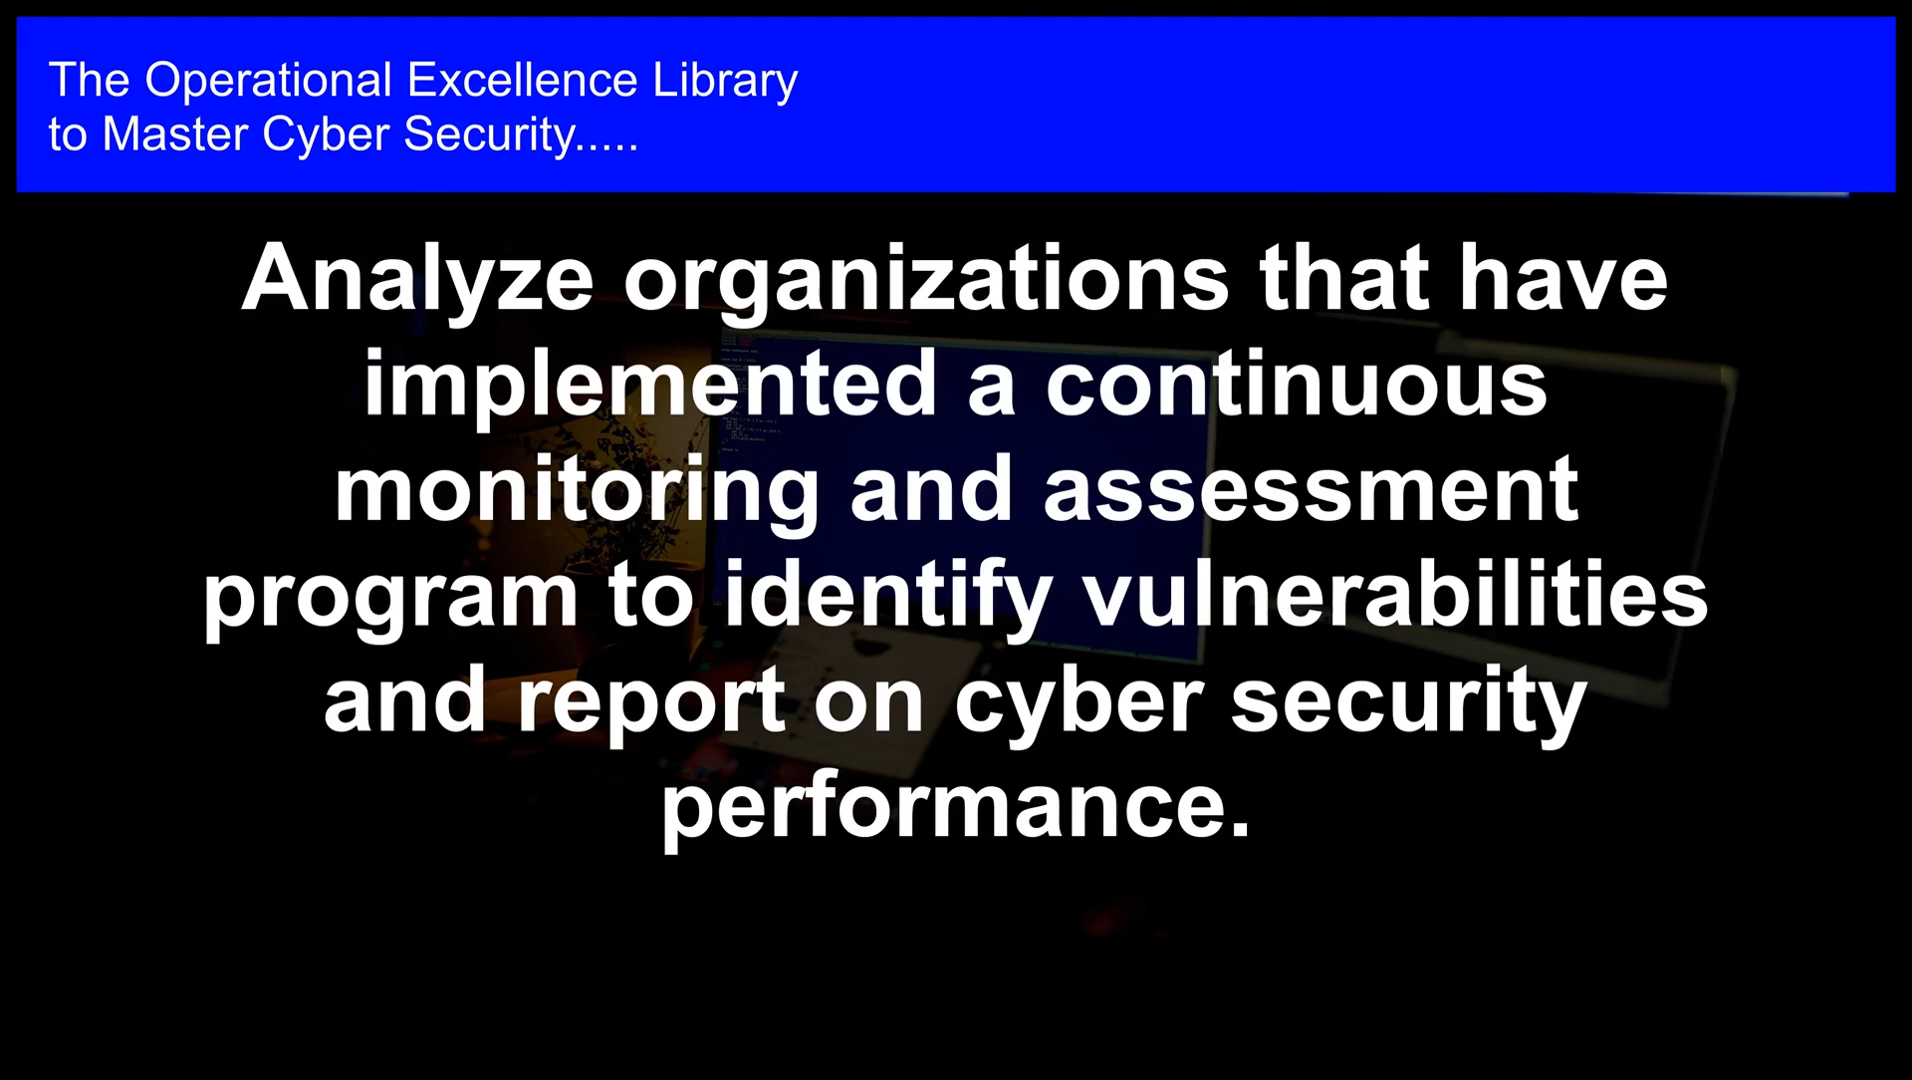 The Operational Excellence Library
to Master Cyber Security.....
Analyze organizations that have
implemented a continuous
monitoring and assessment
program to identify vulnerabilities
and report on cyber security
performance.